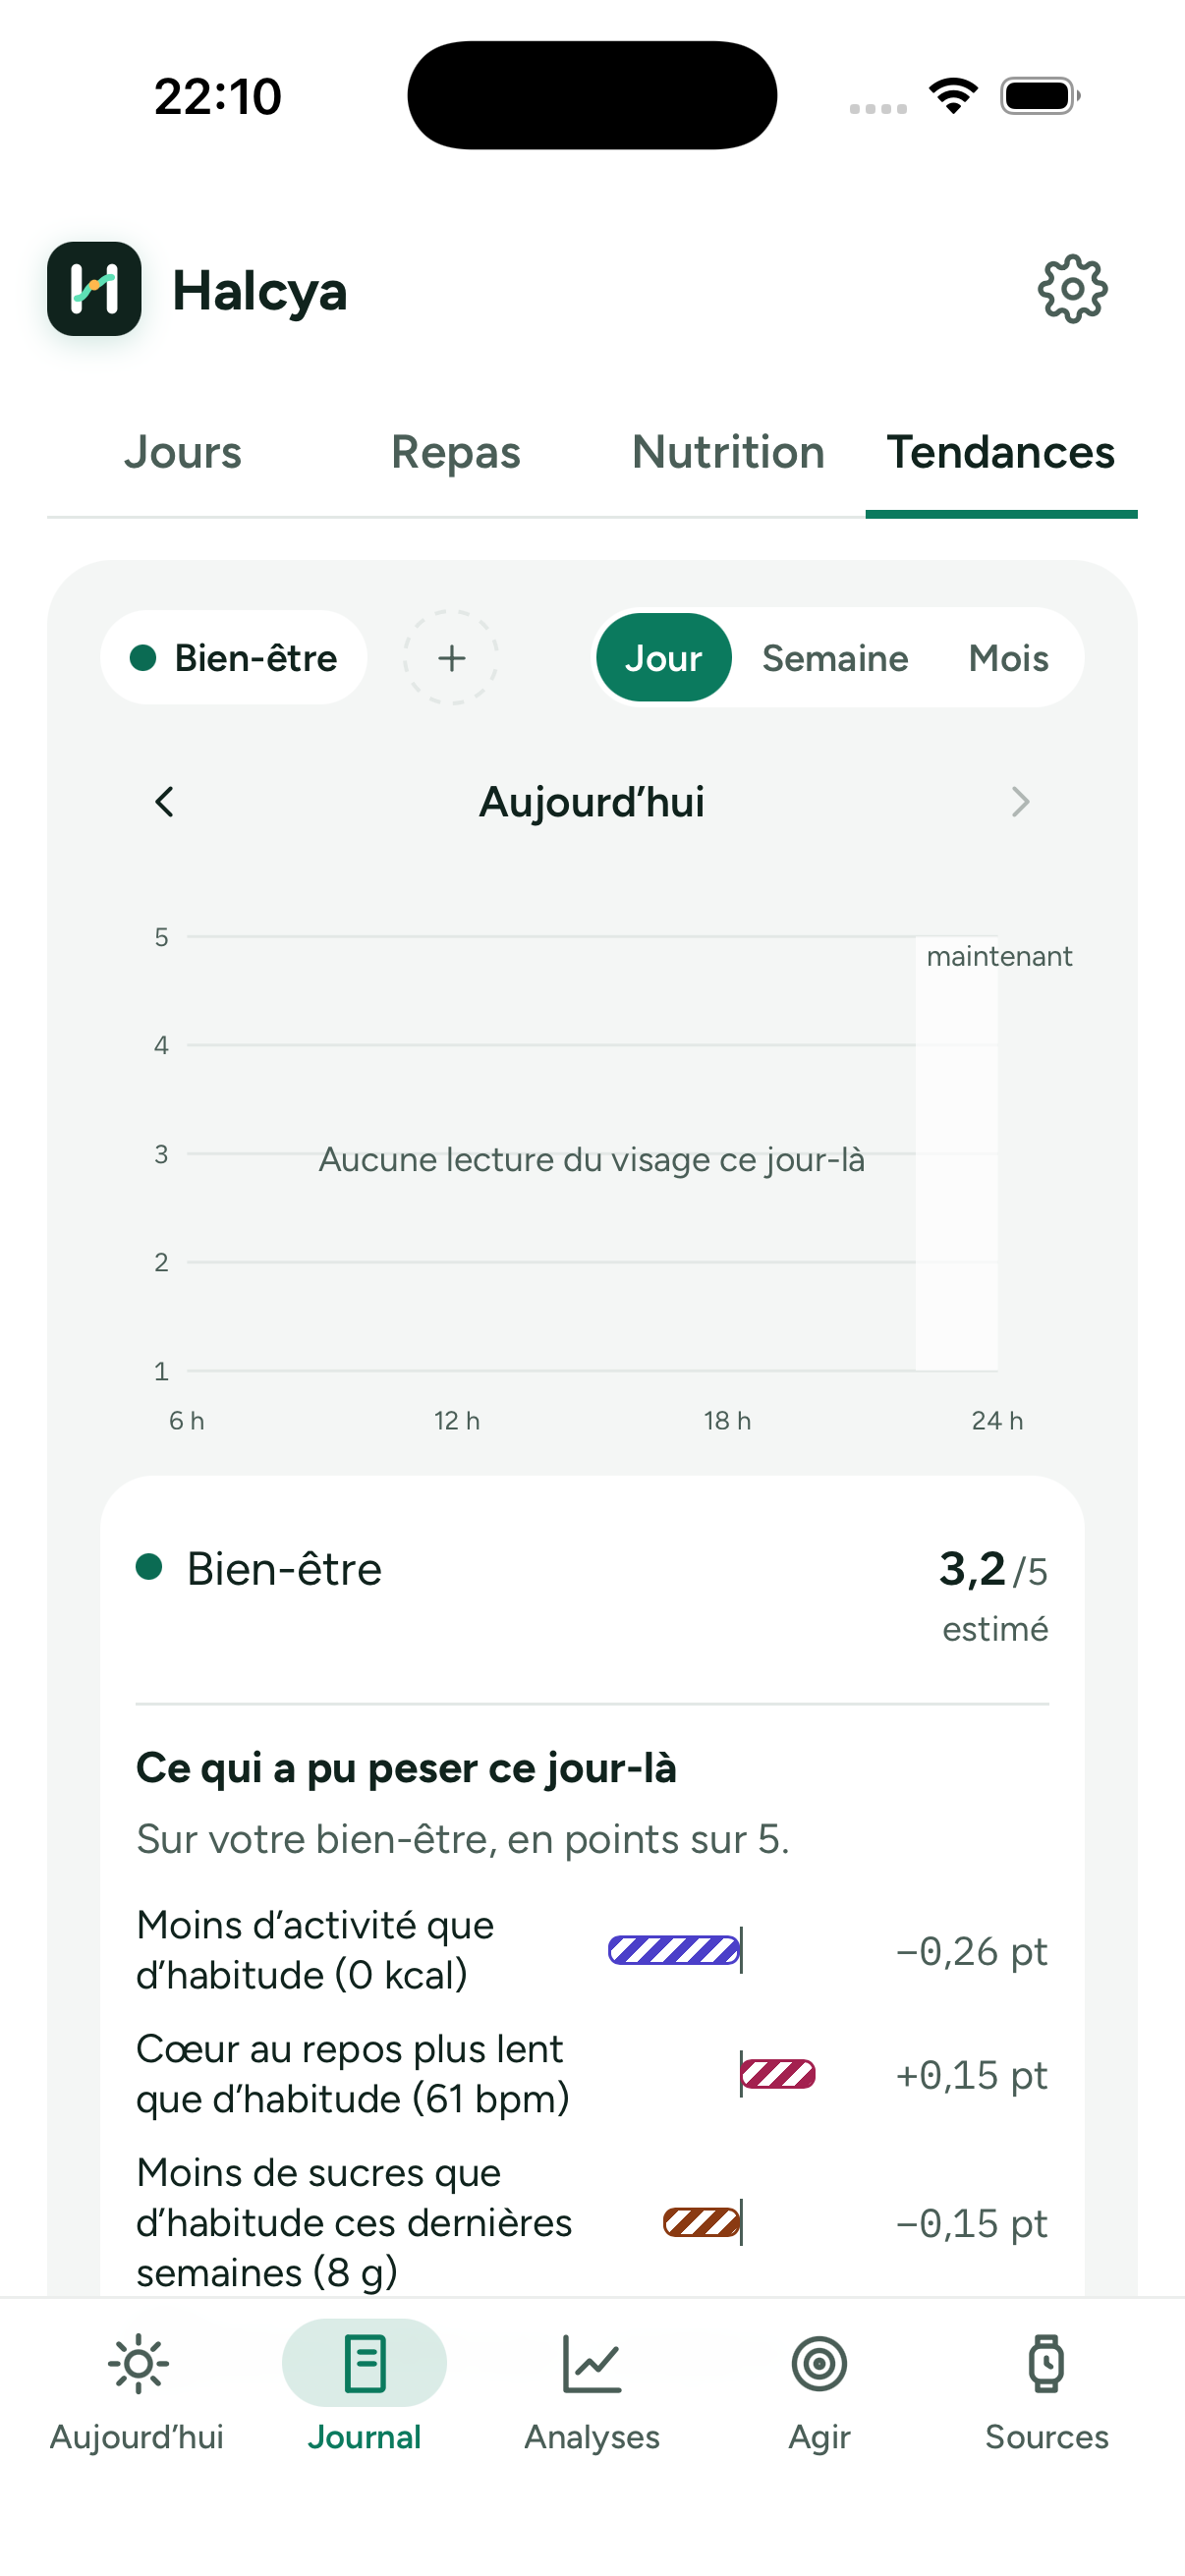 22:10
Halcya
Jours Repas Nutrition Tendances
Bien-être + Jour Semaine Mois
Aujourd’hui
5
maintenant
4
3
Aucune lecture du visage ce jour-là
2
1
6 h 12 h 18 h 24 h
Bien-être 3,2 /5
estimé
Ce qui a pu peser ce jour-là
Sur votre bien-être, en points sur 5.
Moins d’activité que
d’habitude (0 kcal) −0,26 pt
Cœur au repos plus lent
que d’habitude (61 bpm) +0,15 pt
Moins de sucres que
d’habitude ces dernières
semaines (8 g) −0,15 pt
Aujourd’hui Journal Analyses Agir Sources